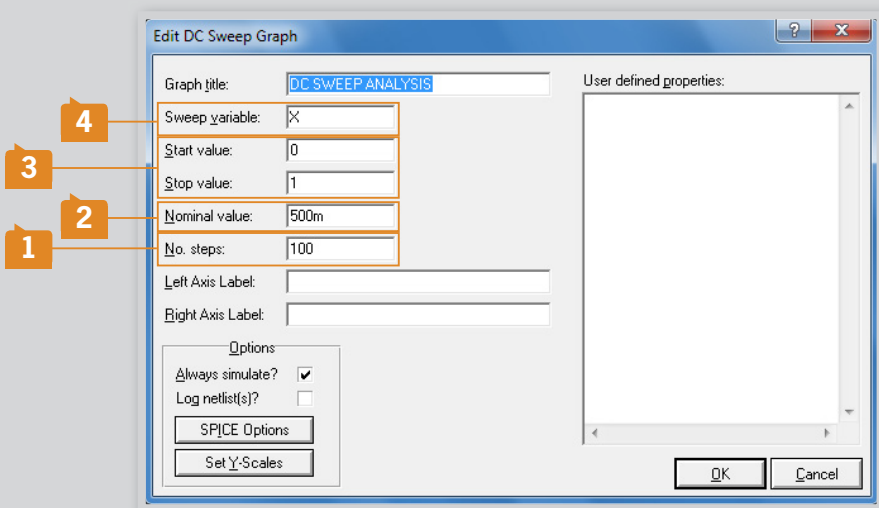 Edit DC Sweep Graph
?
X
Graph title: DC SWEEP ANALYSIS
4
Sweep variable: X
3
Start value: 0
Stop value: 1
2
Nominal value: 500m
1
No. steps: 100
Left Axis Label:
Right Axis Label:
Options
Always simulate?
Log netlist(s)?
SPICE Options
Set Y-Scales
User defined properties:
OK
Cancel